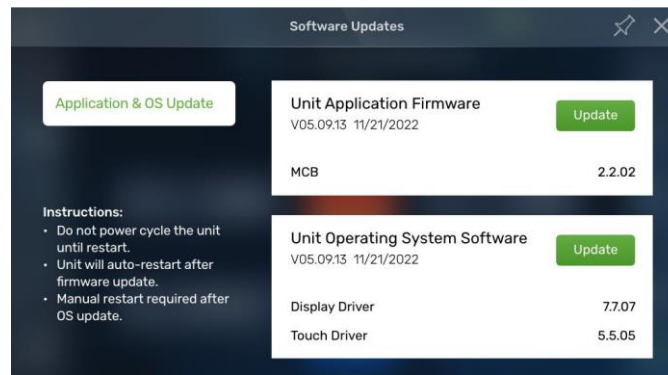 Software Updates
Application & OS Update
Instructions:
• Do not power cycle the unit
until restart.
• Unit will auto-restart after
firmware update.
• Manual restart required after
OS update.
Unit Application Firmware
V05.09.13 11/21/2022
Update
MCB 2.2.02
Unit Operating System Software
V05.09.13 11/21/2022
Update
Display Driver 7.7.07
Touch Driver 5.5.05